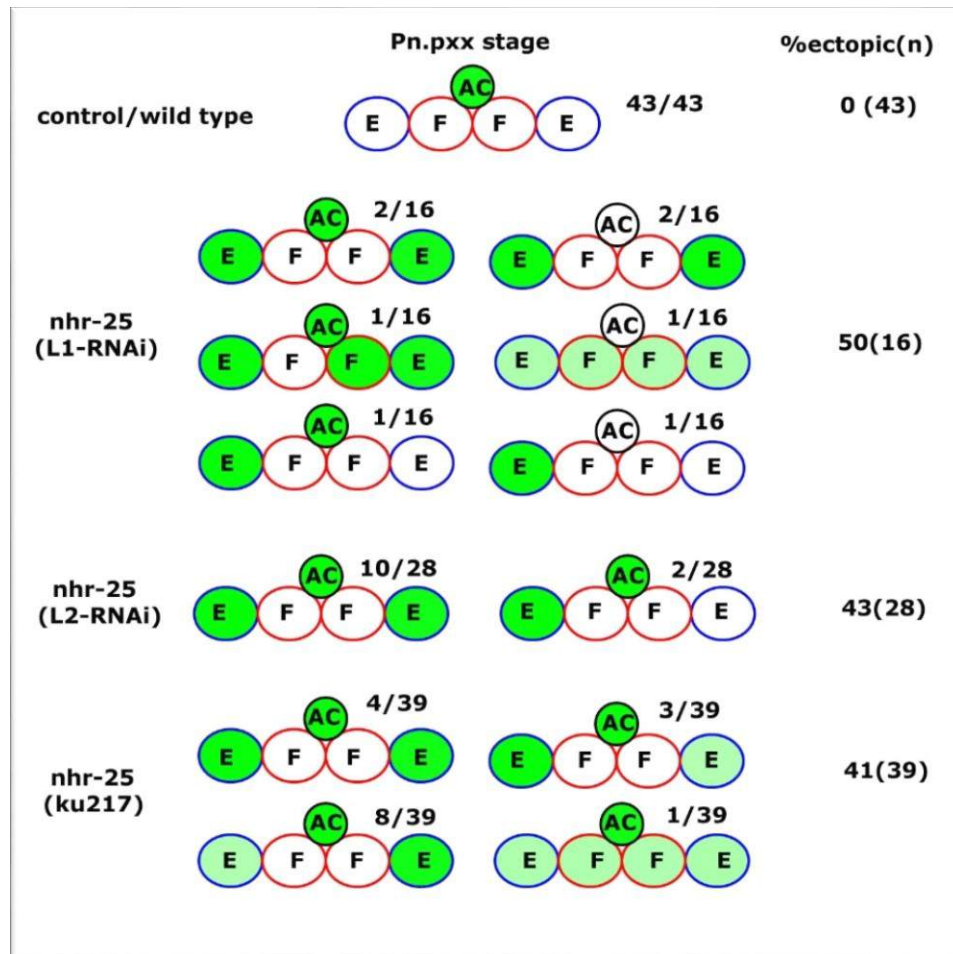 Pn.pxx stage
%ectopic(n)
control/wild type
AC
43/43
0 (43)
E F F E
AC 2/16
AC 2/16
E F F E
E F F E
nhr-25
(L1-RNAi)
AC 1/16
AC 1/16
50(16)
E F F E
E F F E
AC 1/16
AC 1/16
E F F E
E F F E
nhr-25
(L2-RNAi)
AC 10/28
AC 2/28
43(28)
E F F E
E F F E
AC 4/39
AC 3/39
E F F E
E F F E
nhr-25
(ku217)
41(39)
AC 8/39
AC 1/39
E F F E
E F F E